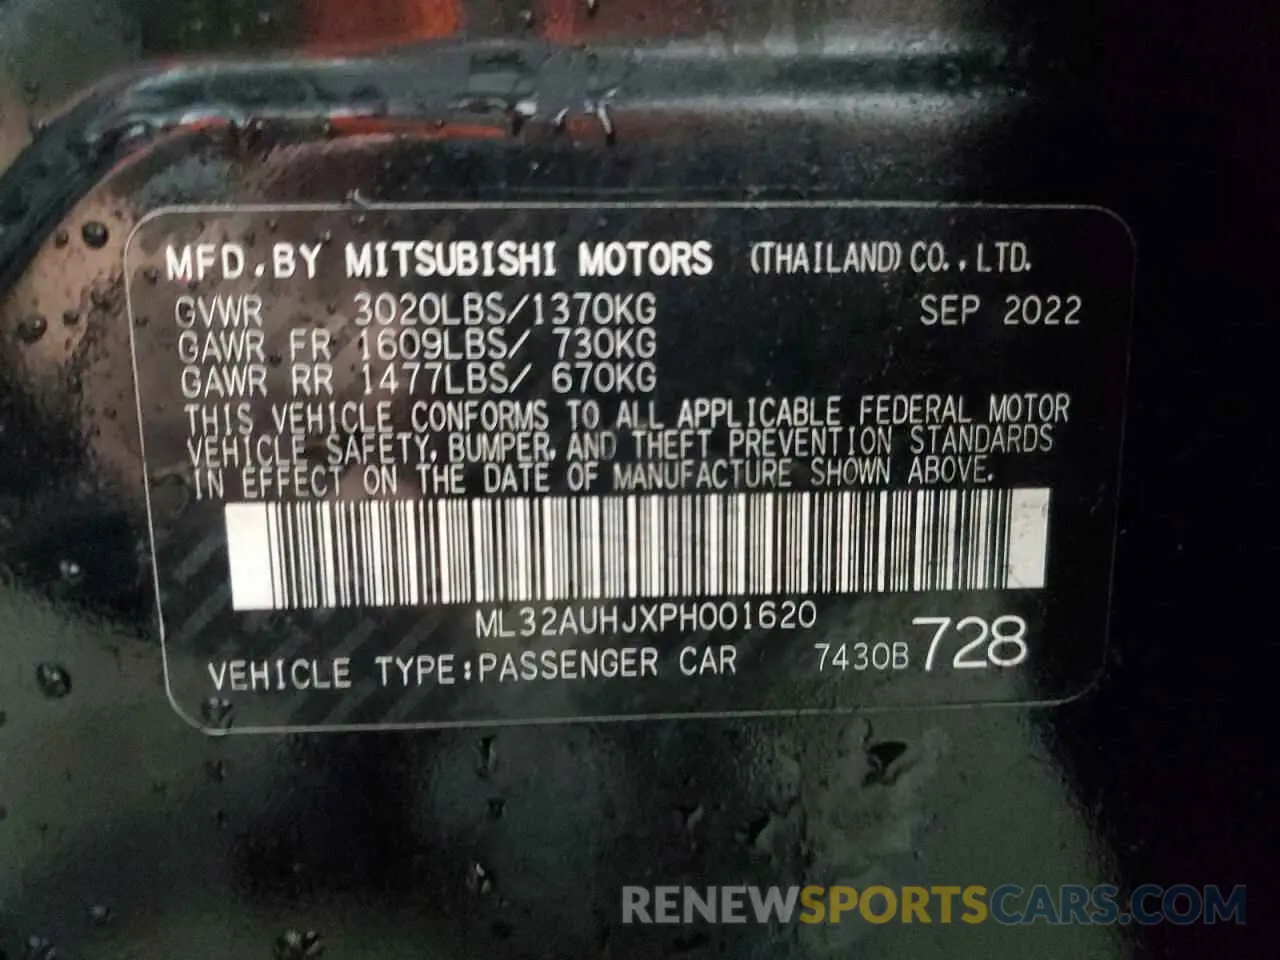 MFD.BY MITSUBISHI MOTORS (THAILAND) CO., LTD.
GVWR 3020LBS/1370KG SEP 2022
GAWR FR 1609LBS/ 730KG
GAWR RR 1477LBS/ 670KG
THIS VEHICLE CONFORMS TO ALL APPLICABLE FEDERAL MOTOR
VEHICLE SAFETY, BUMPER, AND THEFT PREVENTION STANDARDS
IN EFFECT ON THE DATE OF MANUFACTURE SHOWN ABOVE.
ML32AUHJXPH001620
VEHICLE TYPE:PASSENGER CAR 7430B 728
RENEWSPORTSCARS.COM